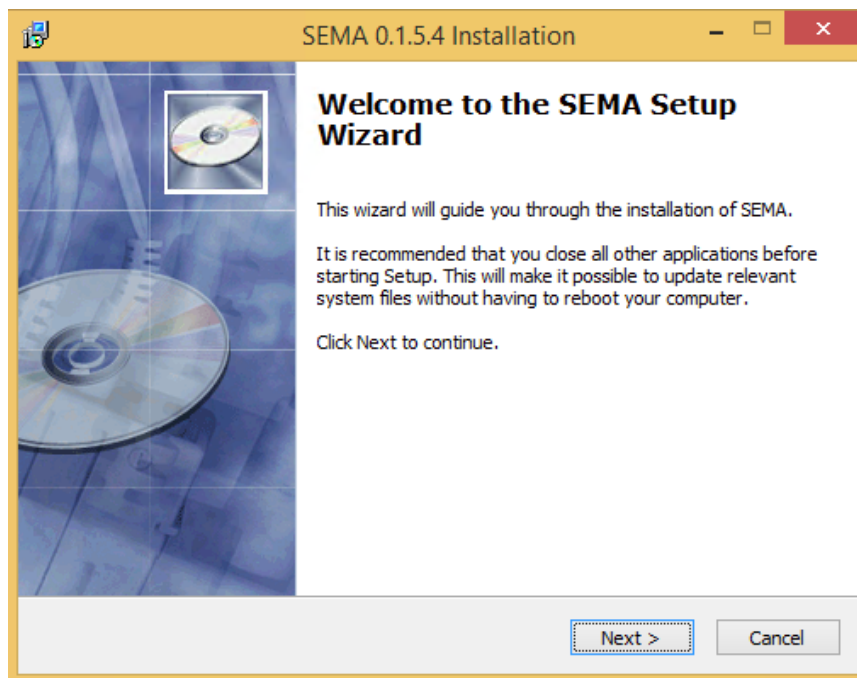 SEMA 0.1.5.4 Installation
Welcome to the SEMA Setup
Wizard
This wizard will guide you through the installation of SEMA.
It is recommended that you close all other applications before
starting Setup. This will make it possible to update relevant
system files without having to reboot your computer.
Click Next to continue.
Next >
Cancel